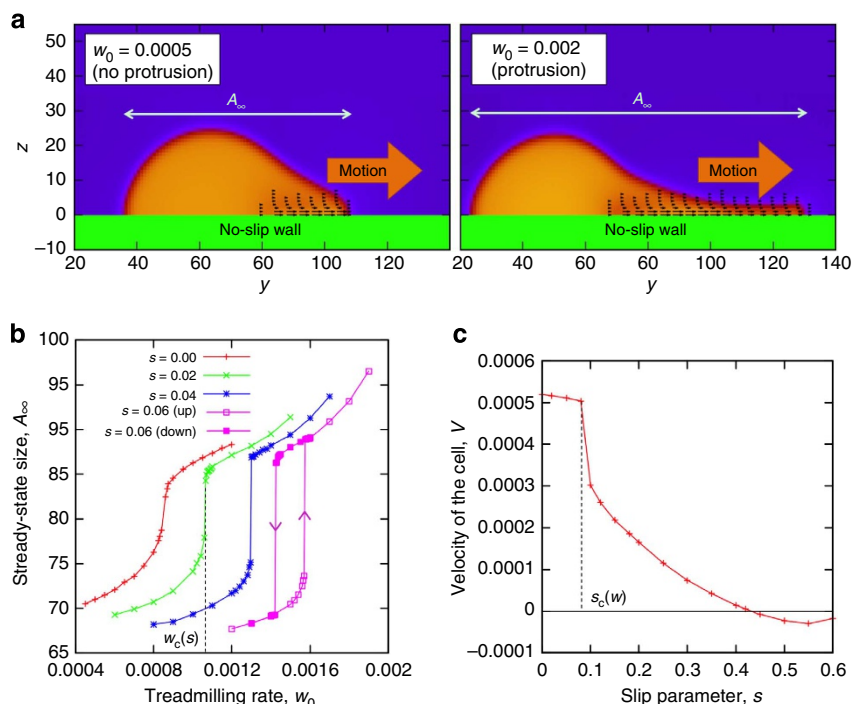 a
w0 = 0.0005
(no protrusion)
w0 = 0.002
(protrusion)
A∞
A∞
Motion
Motion
No-slip wall
No-slip wall
z
50
40
30
20
10
0
−10
20 40 60 80 100 120
20 40 60 80 100 120 140
y
y
b
100
95
90
85
75
70
65
s = 0.00
s = 0.02
s = 0.04
s = 0.06 (up)
s = 0.06 (down)
wc(s)
Stready-state size, A∞
0.0004 0.0008 0.0012 0.0016 0.002
Treadmilling rate, w0
c
0.0006
0.0005
0.0004
0.0003
0.0002
0.0001
0
−0.0001
sc(w)
Velocity of the cell, V
0 0.1 0.2 0.3 0.4 0.5 0.6
Slip parameter, s